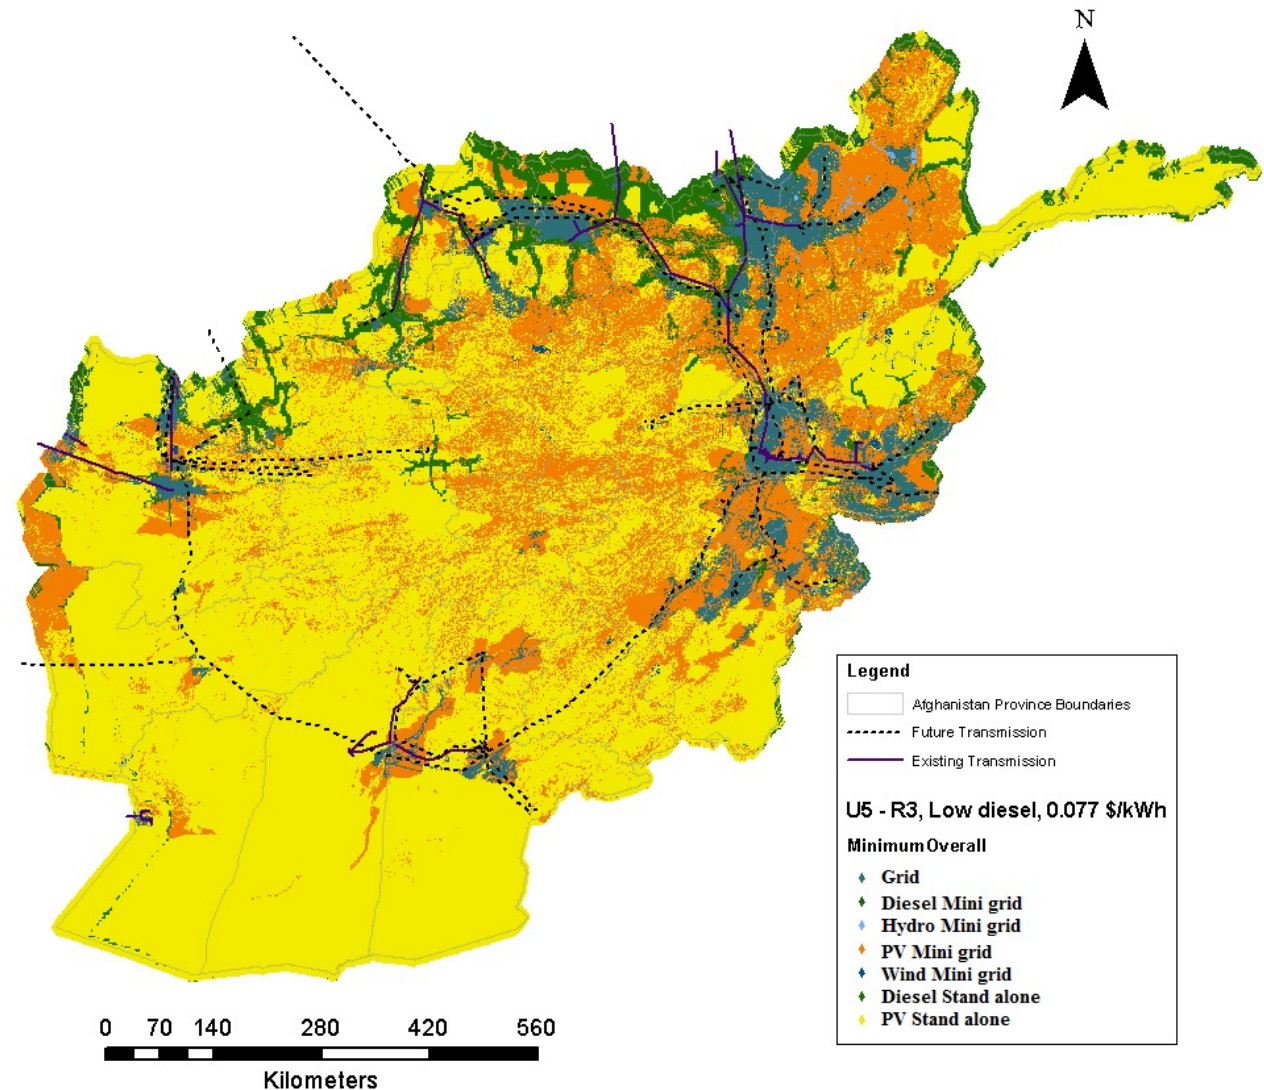 N
Legend
Afghanistan Province Boundaries
Future Transmission
Existing Transmission
U5 - R3, Low diesel, 0.077 $/kWh
Minimum Overall
Grid
Diesel Mini grid
Hydro Mini grid
PV Mini grid
Wind Mini grid
Diesel Stand alone
PV Stand alone
0 70 140 280 420 560
Kilometers